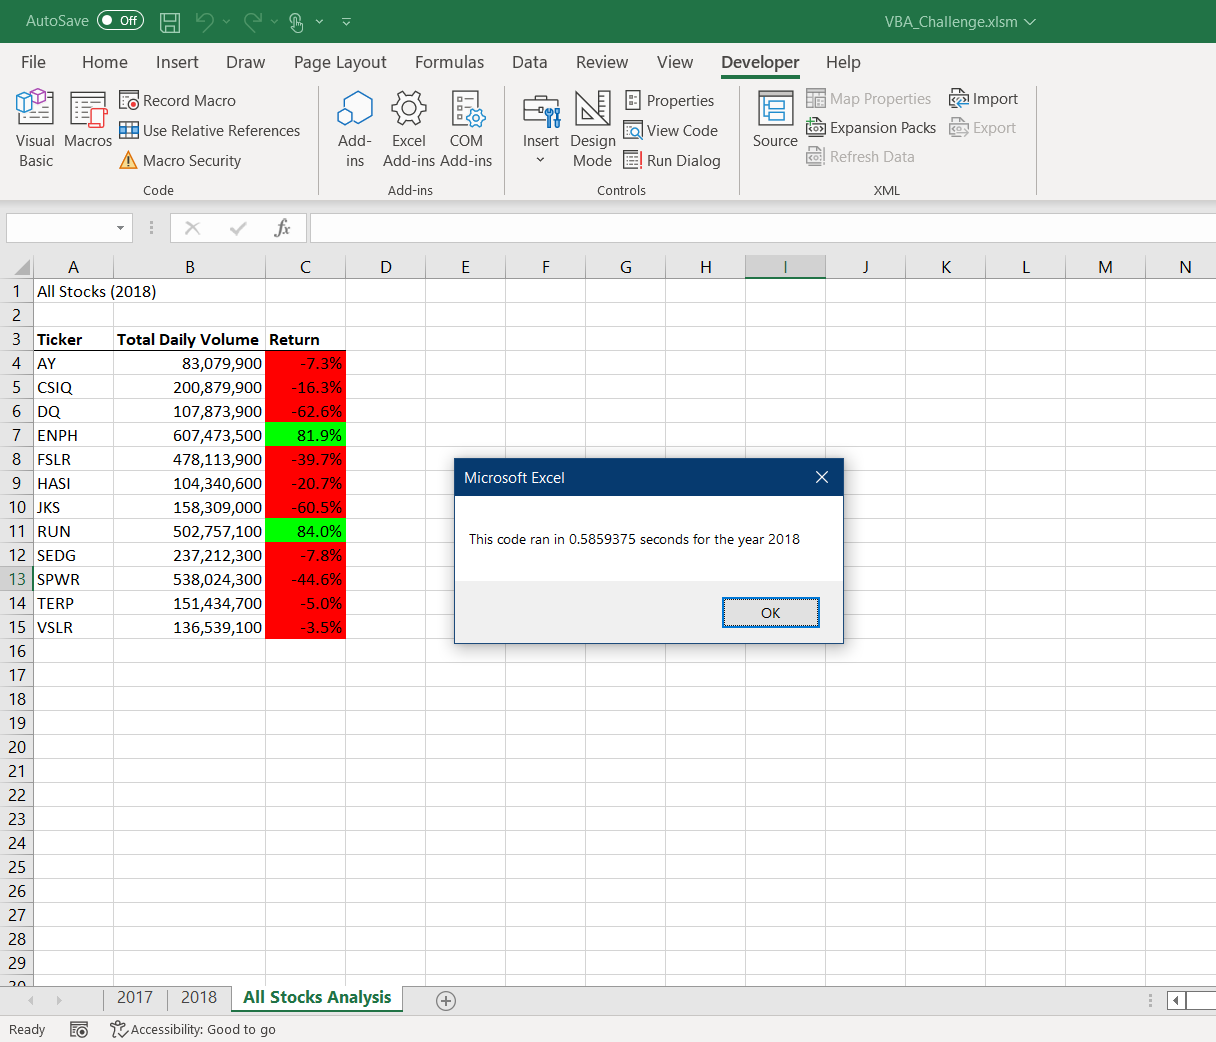 AutoSave Off VBA_Challenge.xlsm
File Home Insert Draw Page Layout Formulas Data Review View Developer Help
Visual Basic
Macros
Record Macro
Use Relative References
Macro Security
Code
Add-ins
Excel Add-ins
COM Add-ins
Add-ins
Insert
Design Mode
Properties
View Code
Run Dialog
Controls
Source
Map Properties
Expansion Packs
Refresh Data
Import
Export
XML
fx
A B C D E F G H I J K L M N
1 All Stocks (2018)
2
3 Ticker Total Daily Volume Return
4 AY 83,079,900 -7.3%
5 CSIQ 200,879,900 -16.3%
6 DQ 107,873,900 -62.6%
7 ENPH 607,473,500 81.9%
8 FSLR 478,113,900 -39.7%
9 HASI 104,340,600 -20.7%
10 JKS 158,309,000 -60.5%
11 RUN 502,757,100 84.0%
12 SEDG 237,212,300 -7.8%
13 SPWR 538,024,300 -44.6%
14 TERP 151,434,700 -5.0%
15 VSLR 136,539,100 -3.5%
16
17
18
19
20
21
22
23
24
25
26
27
28
29
30
Microsoft Excel
This code ran in 0.5859375 seconds for the year 2018
OK
2017 2018 All Stocks Analysis
Ready Accessibility: Good to go